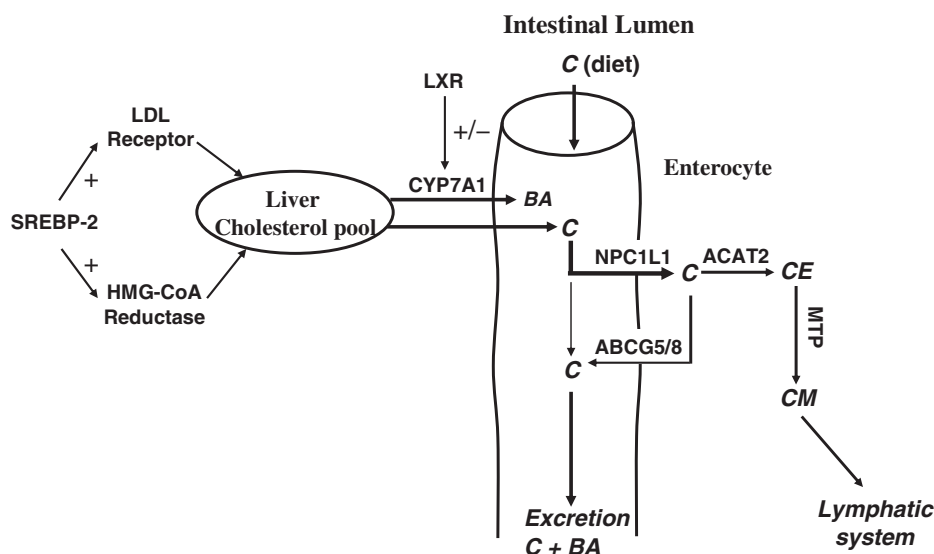 Intestinal Lumen
C (diet)
LXR
+/–
LDL
Receptor
Enterocyte
+
CYP7A1
BA
Liver
Cholesterol pool
SREBP-2
C
+
NPC1L1
ACAT2
C
CE
HMG-CoA
Reductase
MTP
ABCG5/8
C
CM
Excretion
C + BA
Lymphatic
system